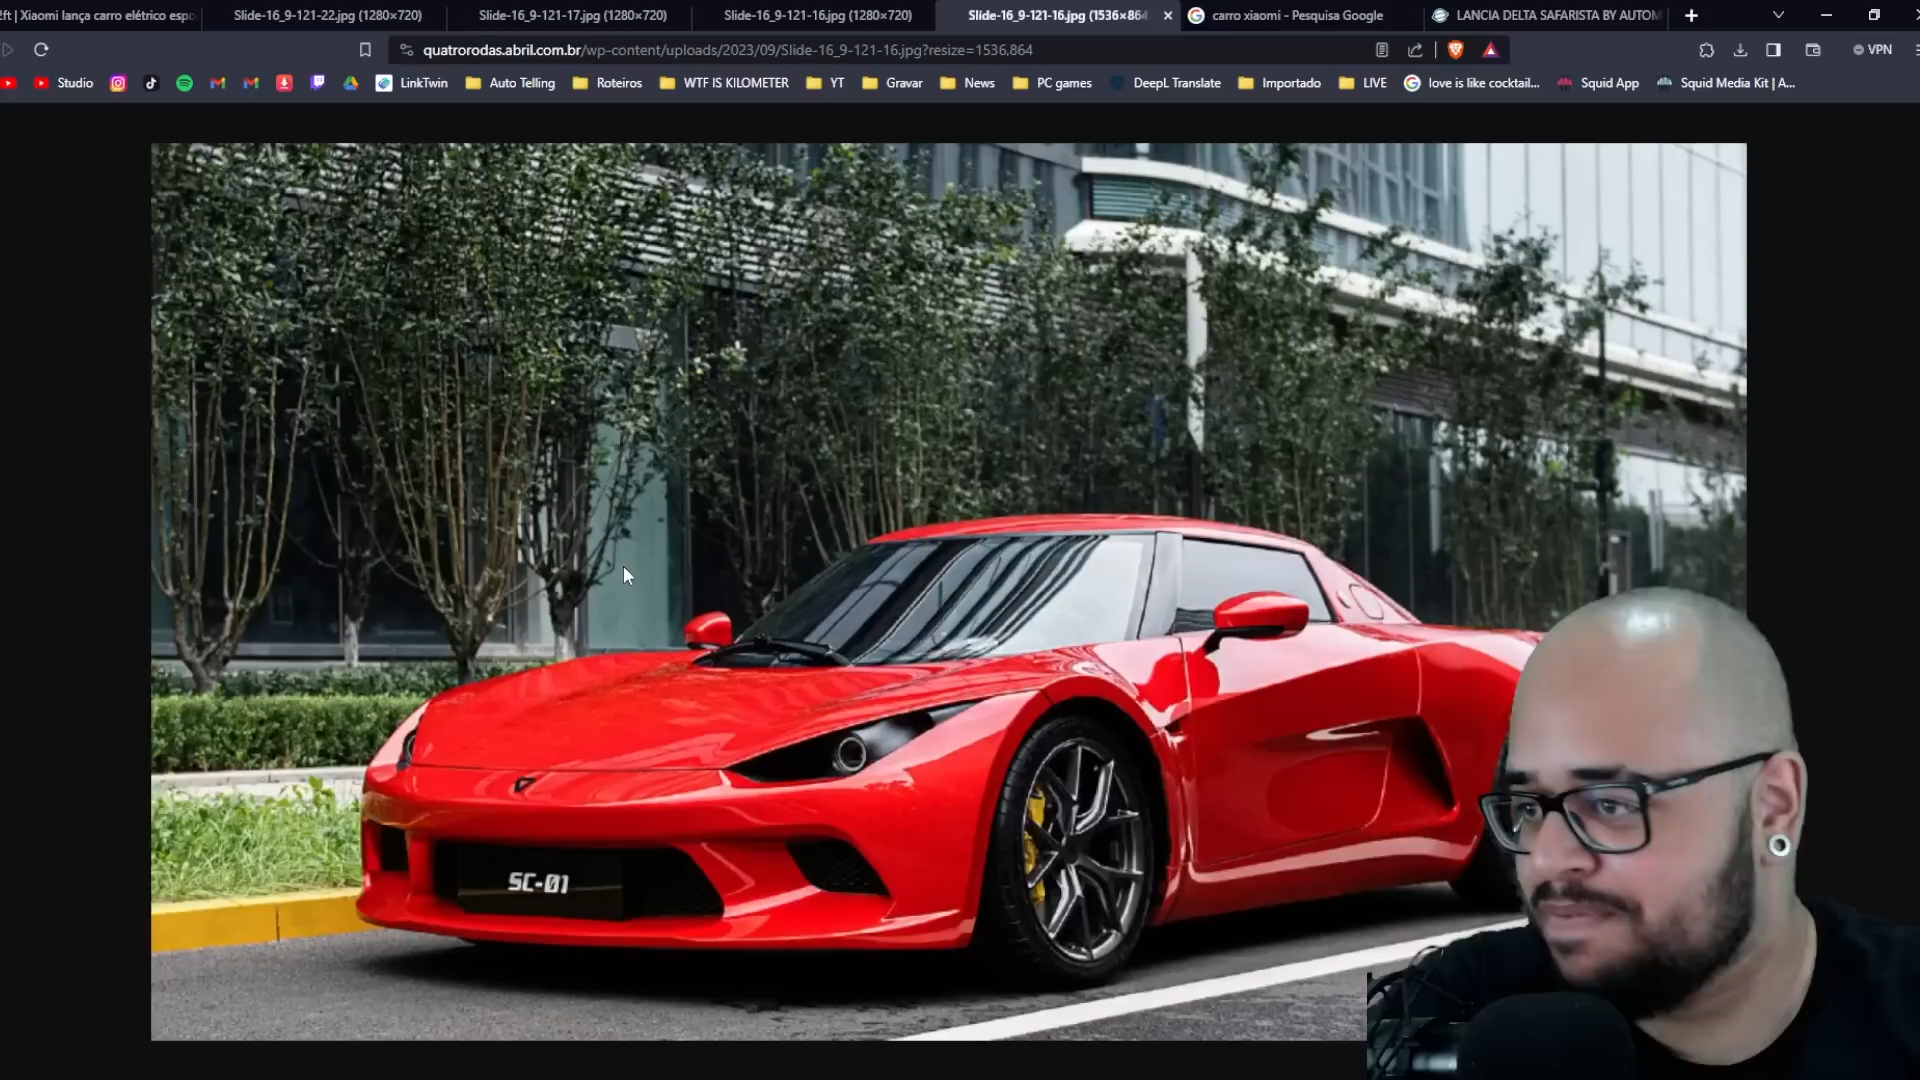 2ft | Xiaomi lança carro elétrico espo
Slide-16_9-121-22.jpg (1280×720)
Slide-16_9-121-17.jpg (1280×720)
Slide-16_9-121-16.jpg (1280×720)
Slide-16_9-121-16.jpg (1536×864
carro xiaomi - Pesquisa Google
LANCIA DELTA SAFARISTA BY AUTOM
quatrorodas.abril.com.br/wp-content/uploads/2023/09/Slide-16_9-121-16.jpg?resize=1536,864
VPN
Studio
LinkTwin
Auto Telling
Roteiros
WTF IS KILOMETER
YT
Gravar
News
PC games
DeepL Translate
Importado
LIVE
love is like cocktail...
Squid App
Squid Media Kit | A...
SC-01